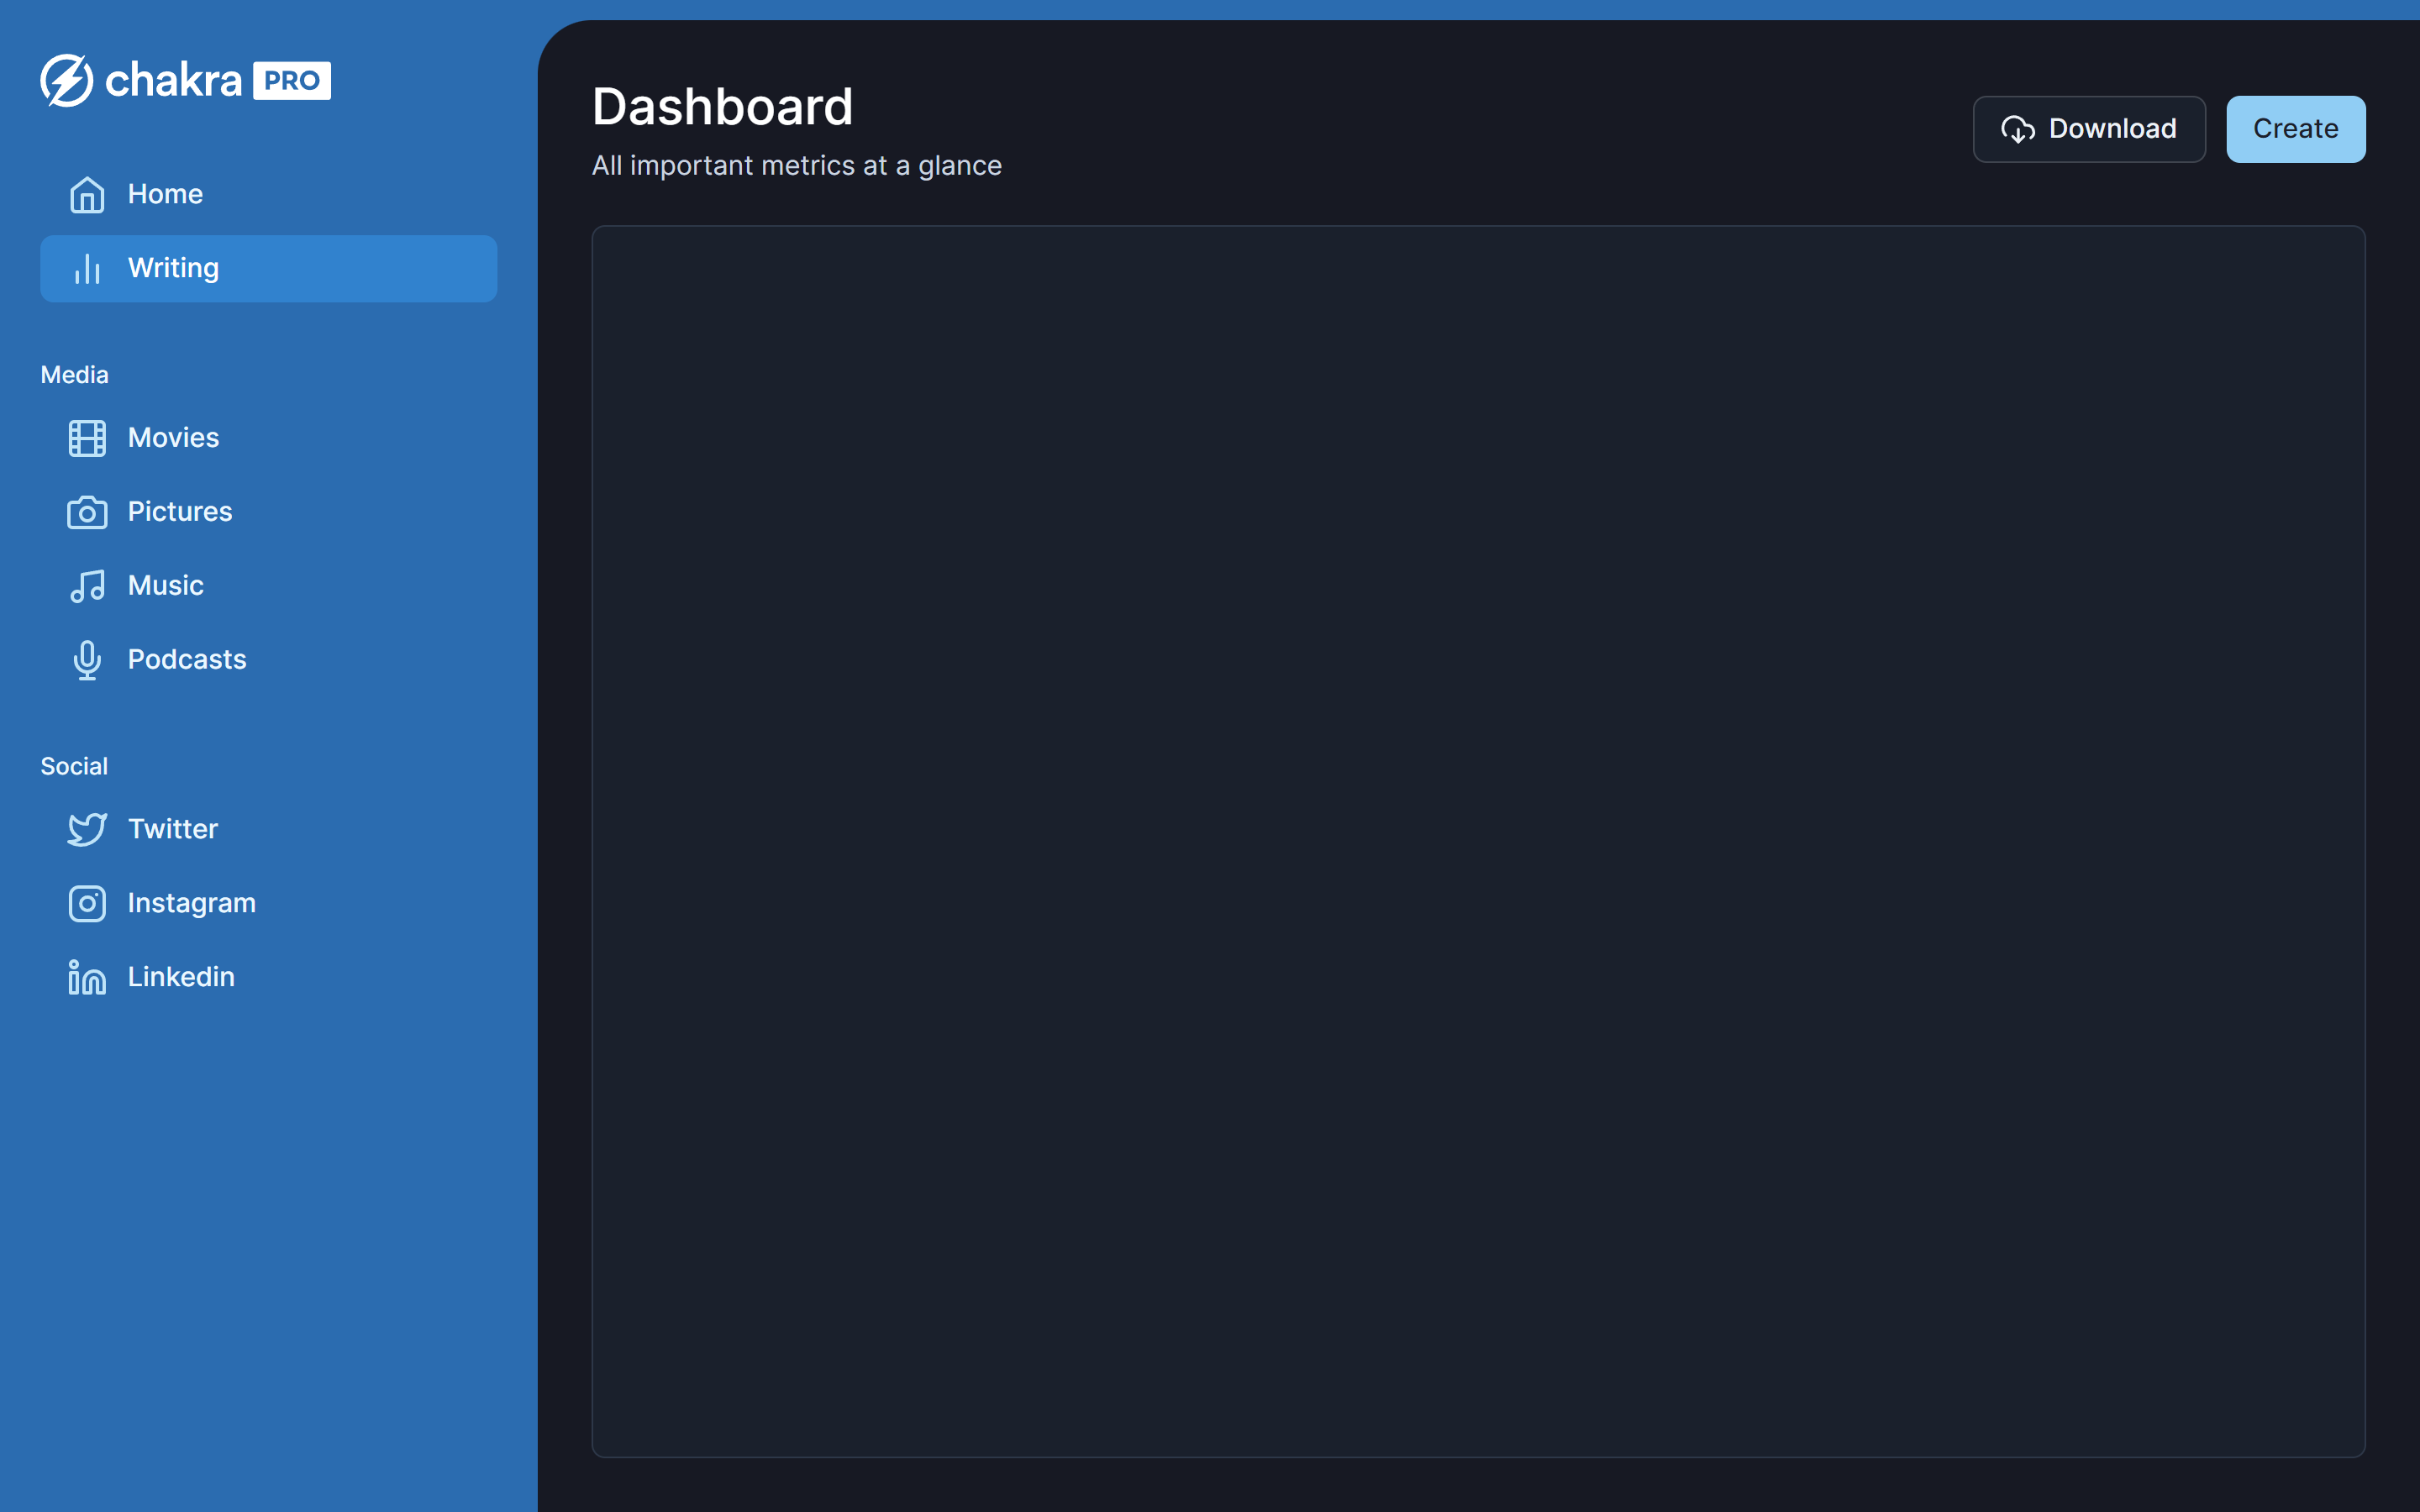 chakra PRO
Home
Writing
Media
Movies
Pictures
Music
Podcasts
Social
Twitter
Instagram
Linkedin
Dashboard
All important metrics at a glance
Download
Create